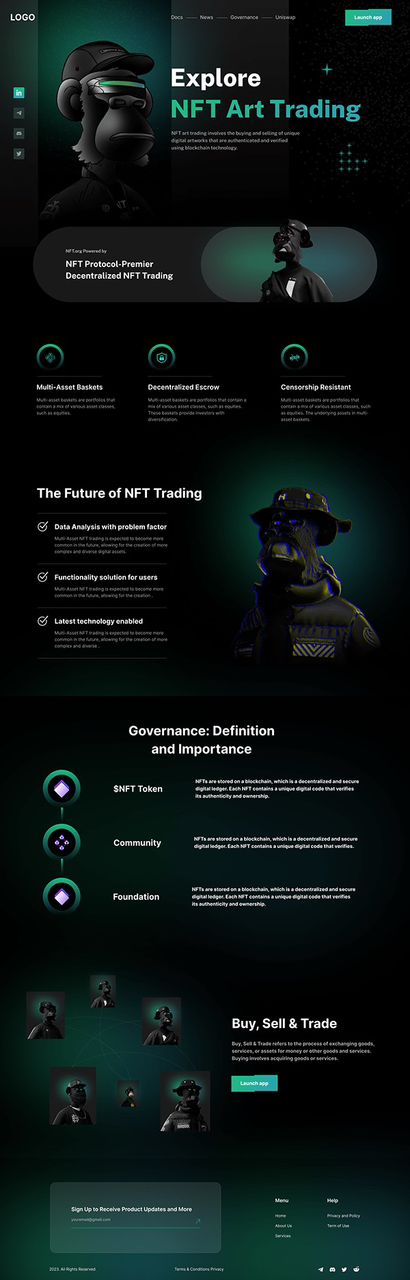 LOGO
Docs
News
Governance
Uniswap
Launch app
Explore
NFT Art Trading
NFT art trading involves the buying and selling of unique
digital artworks that are authenticated and verified
using blockchain technology.
NFT.org Powered by
NFT Protocol-Premier
Decentralized NFT Trading
Multi-Asset Baskets
Multi-asset baskets are portfolios that
contain a mix of various asset classes,
such as equities.
Decentralized Escrow
Multi-asset baskets are portfolios that contain a
mix of various asset classes, such as equities.
These baskets provide investors with
diversification.
Censorship Resistant
Multi-asset baskets are portfolios that
contain a mix of various asset classes, such
as equities. The underlying assets in multi-
asset baskets.
The Future of NFT Trading
Data Analysis with problem factor
Multi-Asset NFT trading is expected to become more
common in the future, allowing for the creation of more
complex and diverse digital assets.
Functionality solution for users
Multi-Asset NFT trading is expected to become more
common in the future, allowing for the creation .
Latest technology enabled
Multi-Asset NFT trading is expected to become more
common in the future, allowing for the creation of more
complex and diverse .
Governance: Definition
and Importance
$NFT Token
NFTs are stored on a blockchain, which is a decentralized and secure
digital ledger. Each NFT contains a unique digital code that verifies
its authenticity and ownership.
Community
NFTs are stored on a blockchain, which is a decentralized and secure
digital ledger. Each NFT contains a unique digital code that verifies.
Foundation
NFTs are stored on a blockchain, which is a decentralized and secure
digital ledger. Each NFT contains a unique digital code that verifies
its authenticity and ownership.
Buy, Sell & Trade
Buy, Sell & Trade refers to the process of exchanging goods,
services, or assets for money or other goods and services.
Buying involves acquiring goods or services.
Launch app
Sign Up to Receive Product Updates and More
youremail@gmail.com
Menu
Home
About Us
Services
Help
Privacy and Policy
Term of Use
2023. All Rights Reserved
Terms & Conditions Privacy